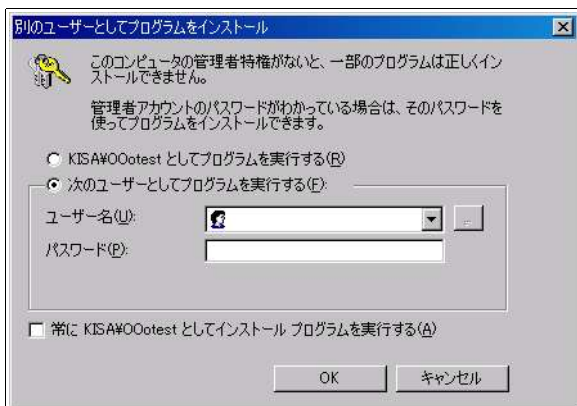 別のユーザーとしてプログラムをインストール
このコンピュータの管理者特権がないと、一部のプログラムは正しくイン
ストールできません。
管理者アカウントのパスワードがわかっている場合は、そのパスワードを
使ってプログラムをインストールできます。
KISA¥OOotest としてプログラムを実行する(R)
次のユーザーとしてプログラムを実行する(F):
ユーザー名(U):
パスワード(P):
常に KISA¥OOotest としてインストール プログラムを実行する(A)
OK キャンセル